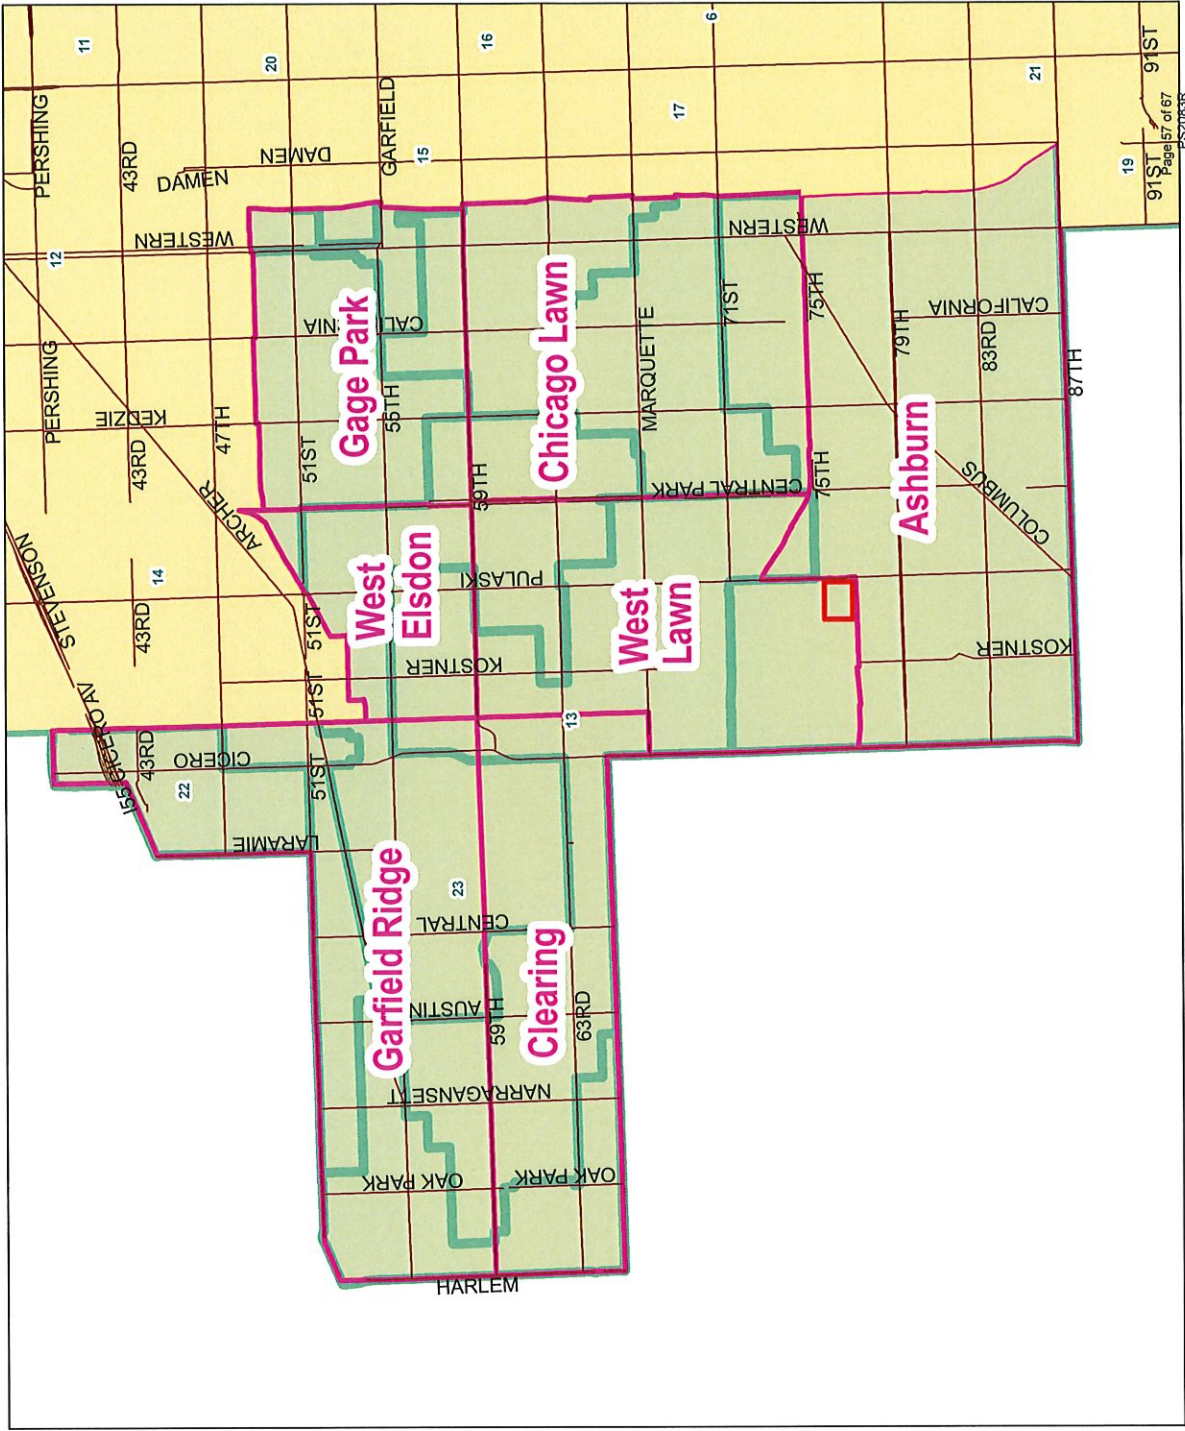 11
20
16
6
PERSHING
43RD
DAMEN
DAMEN
GARFIELD
15
17
21
91ST
91ST
19
Page 57 of 67
12
WESTERN
WESTERN
PERSHING
KEDZIE
43RD
47TH
51ST
Gage Park
55TH
Chicago Lawn
MARQUETTE
71ST
75TH
79TH
CALIFORNIA
83RD
87TH
STEVENSON
14
43RD
ARCHER
59TH
CENTRAL PARK
75TH
Ashburn
COLUMBUS
51ST
West
Elsdon
PULASKI
West
Lawn
KOSTNER
KOSTNER
51ST
I55
CICERO AV
43RD
CICERO
51ST
22
13
LARAMIE
Garfield Ridge
23
CENTRAL
Clearing
AUSTIN
59TH
63RD
NARRAGANSETT
OAK PARK
OAK PARK
HARLEM